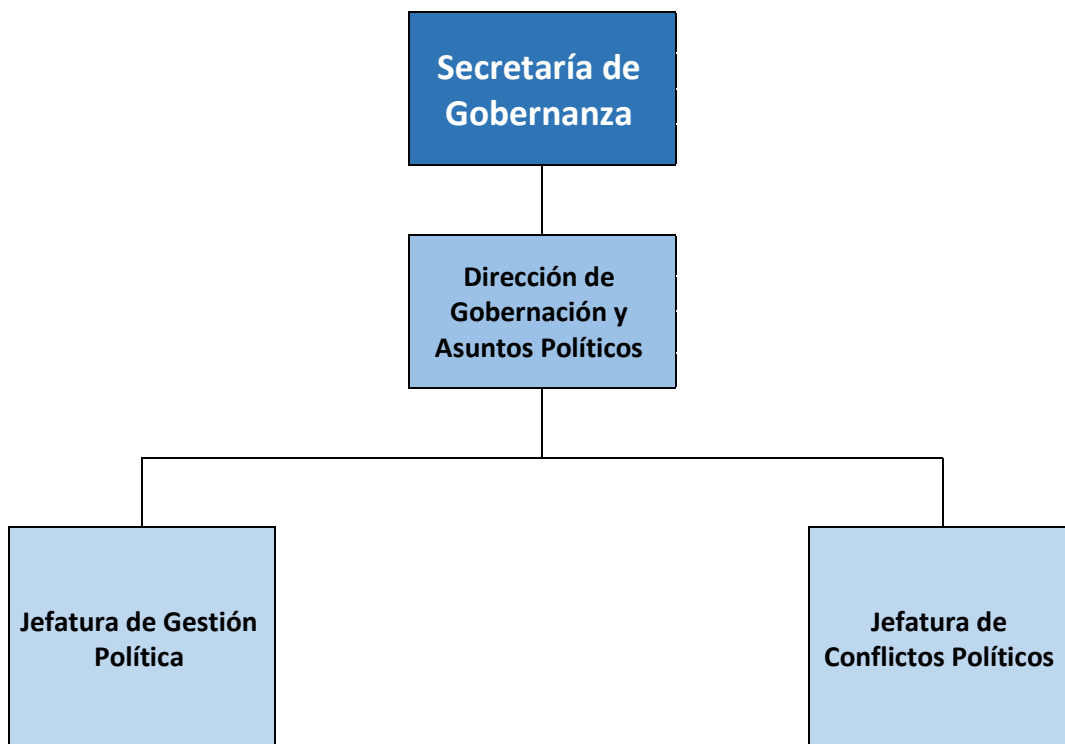 Secretaría de
Gobernanza
Dirección de
Gobernación y
Asuntos Políticos
Jefatura de Gestión
Política
Jefatura de
Conflictos Políticos